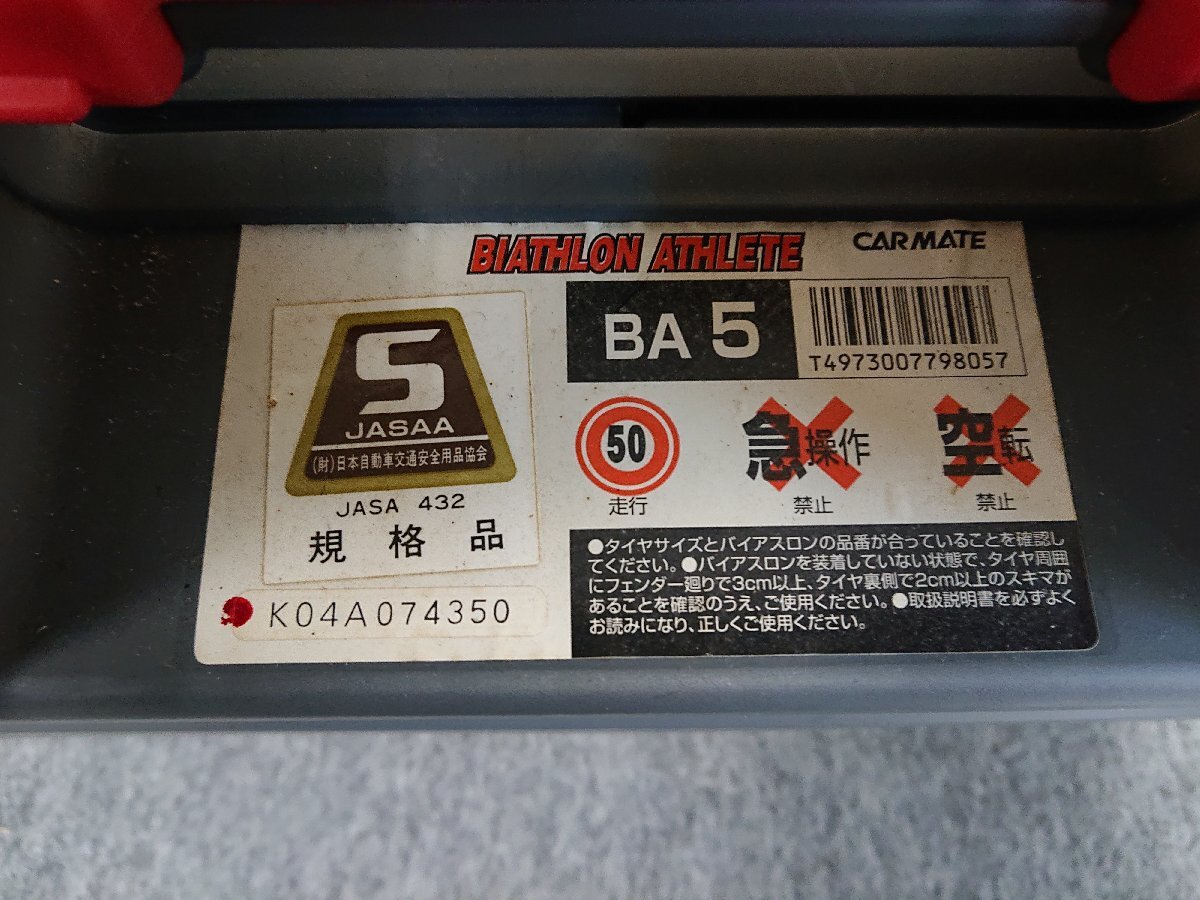 BIATHLON ATHLETE
CARMATE
S
JASAA
(財)日本自動車交通安全用品協会
JASA 432
規格品
K04A074350
BA 5
T4973007798057
50
走行
急操作
禁止
空転
禁止
●タイヤサイズとバイアスロンの品番が合っていることを確認し
てください。●バイアスロンを装着していない状態で、タイヤ周囲
にフェンダー廻りで3cm以上、タイヤ裏側で2cm以上のスキマが
あることを確認のうえ、ご使用ください。●取扱説明書を必ずよく
お読みになり、正しくご使用ください。